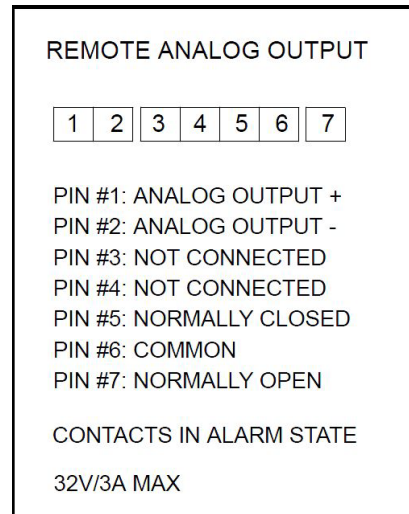 REMOTE ANALOG OUTPUT
1 2 3 4 5 6 7
PIN #1: ANALOG OUTPUT +
PIN #2: ANALOG OUTPUT -
PIN #3: NOT CONNECTED
PIN #4: NOT CONNECTED
PIN #5: NORMALLY CLOSED
PIN #6: COMMON
PIN #7: NORMALLY OPEN
CONTACTS IN ALARM STATE
32V/3A MAX